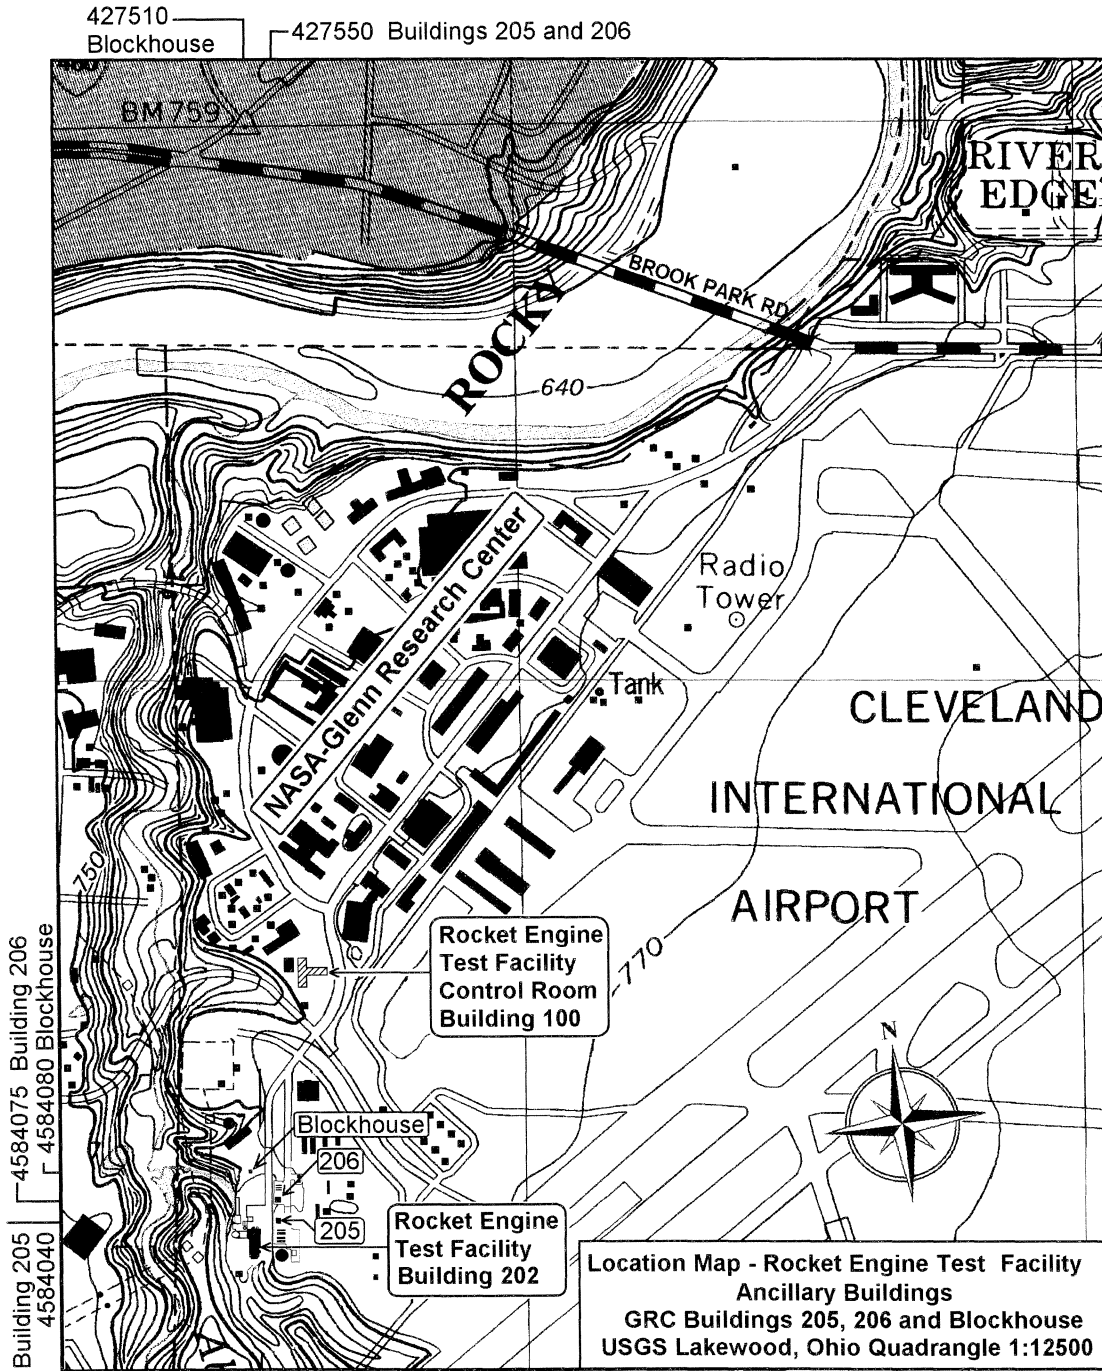 427510
Blockhouse
427550 Buildings 205 and 206
480
BM 759
RIVER
EDGE
BROOK PARK RD
ROCKY
640
NASA-Glenn Research Center
Radio
Tower
Tank
CLEVELAND
INTERNATIONAL
AIRPORT
750
770
Rocket Engine
Test Facility
Control Room
Building 100
N
Blockhouse
206
205
Rocket Engine
Test Facility
Building 202
4584075 Building 206
4584080 Blockhouse
Building 205
4584040
Location Map - Rocket Engine Test Facility
Ancillary Buildings
GRC Buildings 205, 206 and Blockhouse
USGS Lakewood, Ohio Quadrangle 1:12500